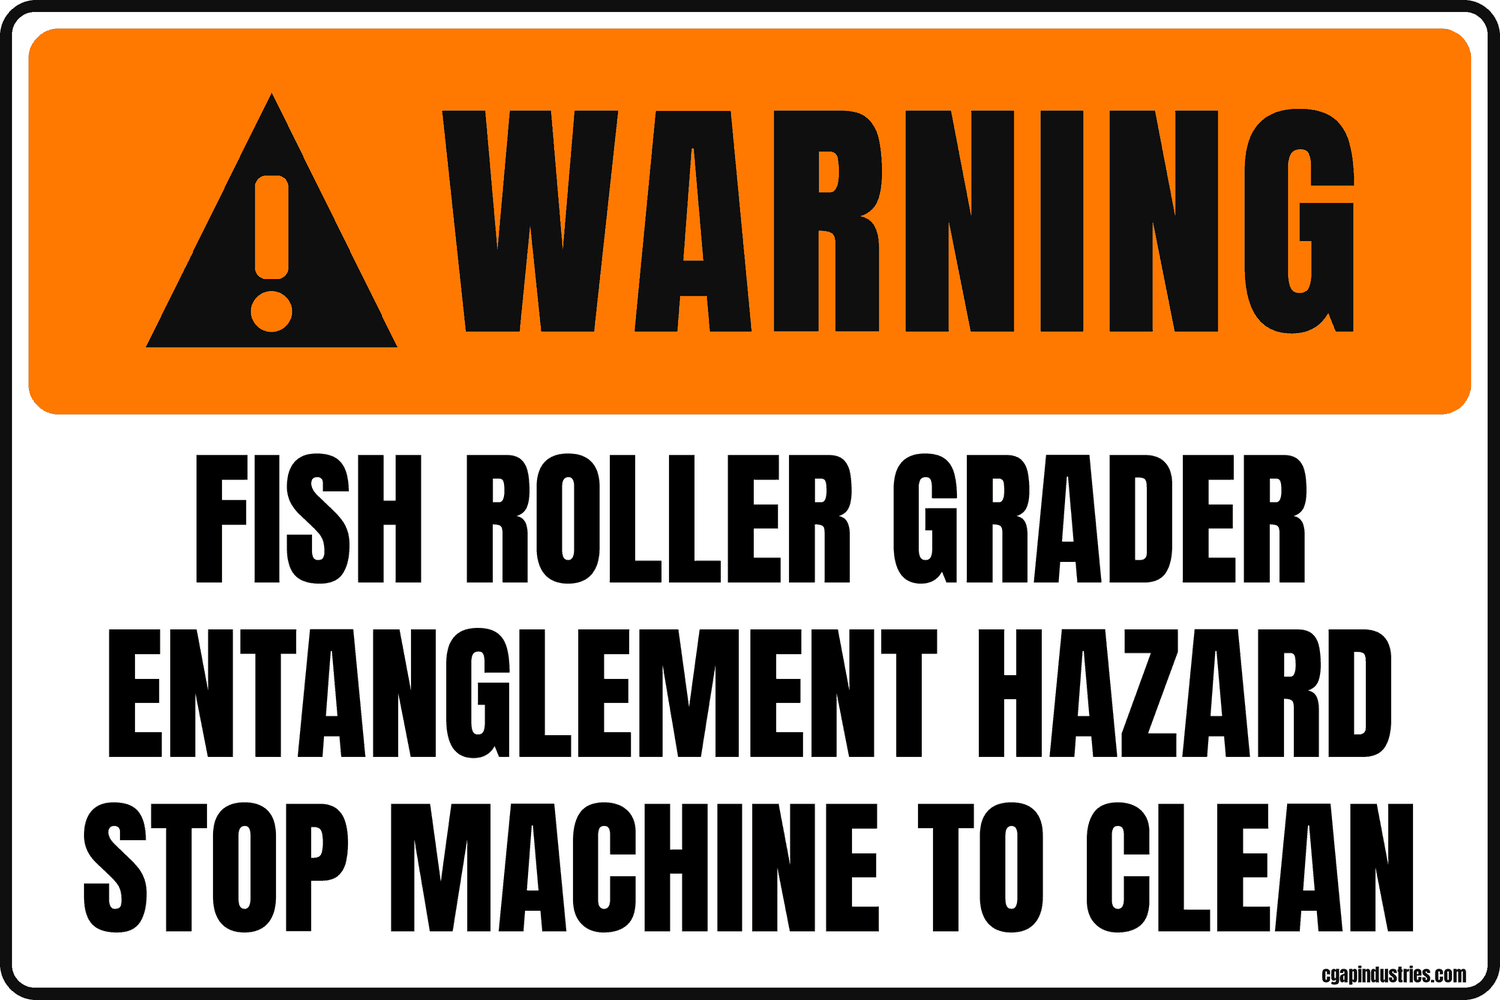 WARNING
FISH ROLLER GRADER
ENTANGLEMENT HAZARD
STOP MACHINE TO CLEAN
cgapindustries.com